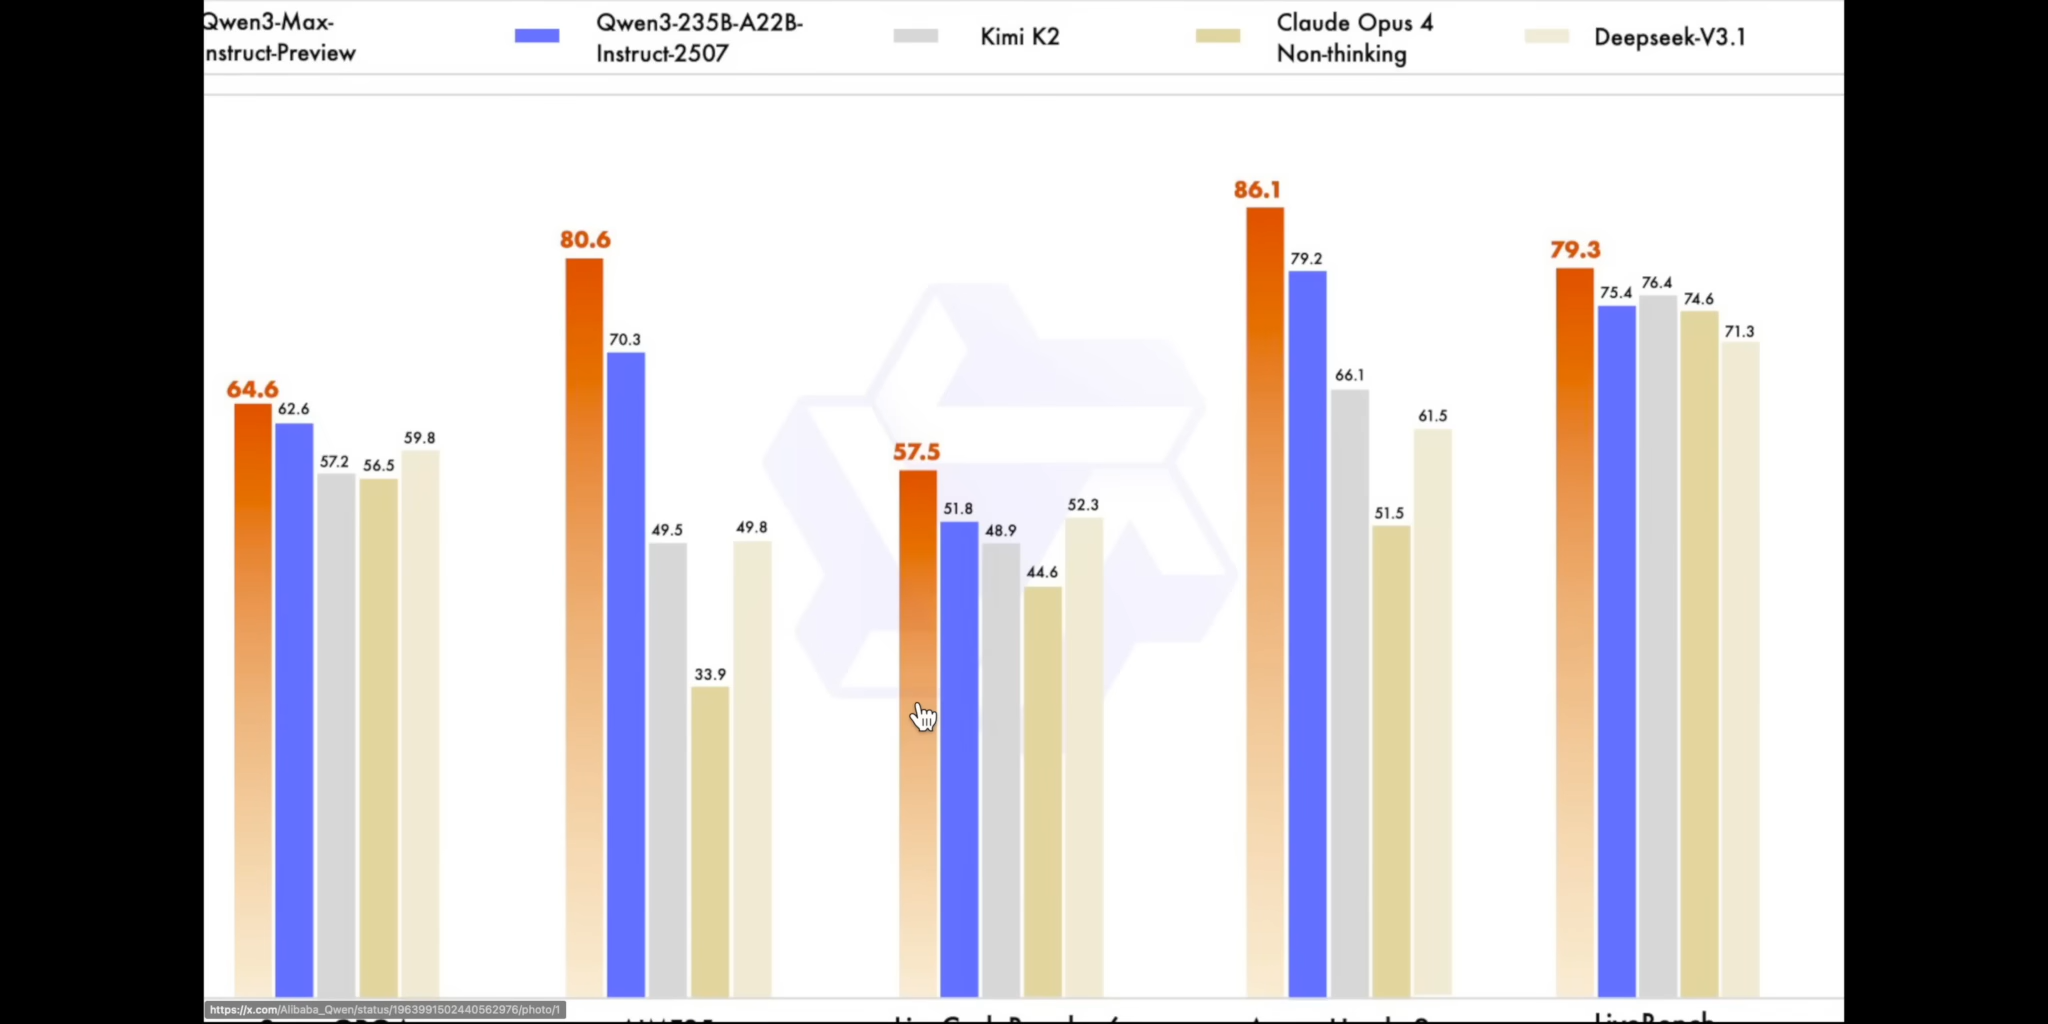 Qwen3-Max-
nstruct-Preview
Qwen3-235B-A22B-
Instruct-2507
Kimi K2
Claude Opus 4
Non-thinking
Deepseek-V3.1
64.6
62.6
57.2
56.5
59.8
80.6
70.3
49.5
33.9
49.8
57.5
51.8
48.9
44.6
52.3
86.1
79.2
66.1
51.5
61.5
79.3
75.4
76.4
74.6
71.3
https://x.com/Alibaba_Qwen/status/1963991502440562976/photo/1
LiveBench